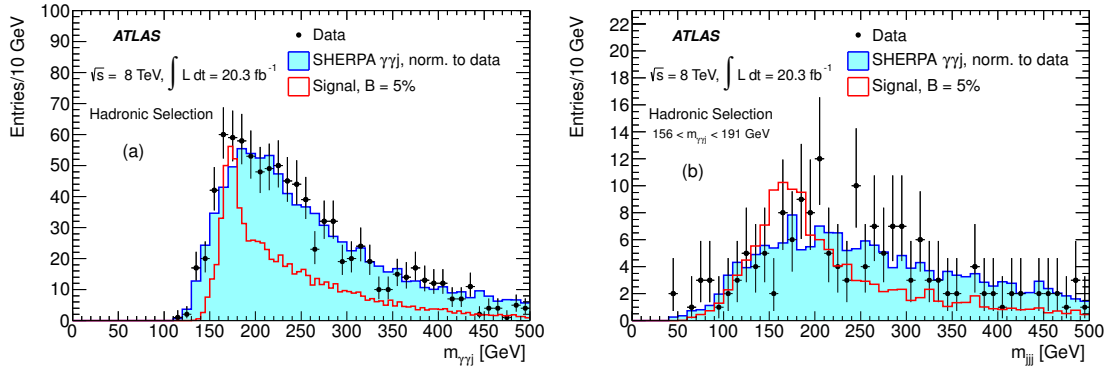 Entries/10 GeV
100
90
80
70
60
50
40
30
20
10
0
ATLAS
√s = 8 TeV, ∫ L dt = 20.3 fb⁻¹
Hadronic Selection
(a)
Data
SHERPA γγj, norm. to data
Signal, B = 5%
0 50 100 150 200 250 300 350 400 450 500
m_γγj [GeV]
Entries/10 GeV
22
20
18
16
14
12
10
8
6
4
2
0
ATLAS
√s = 8 TeV, ∫ L dt = 20.3 fb⁻¹
Hadronic Selection
156 < m_γγj < 191 GeV
(b)
Data
SHERPA γγj, norm. to data
Signal, B = 5%
0 50 100 150 200 250 300 350 400 450 500
m_jjj [GeV]